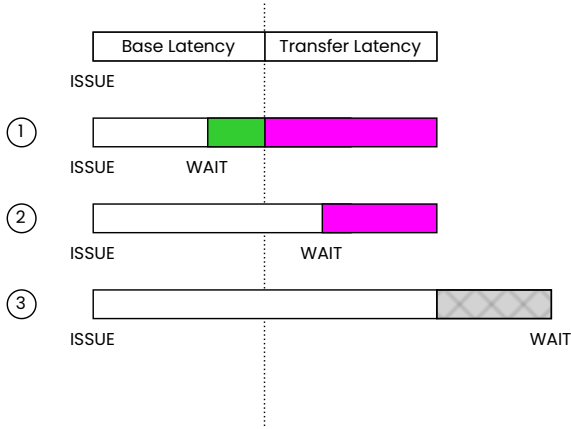 Base Latency Transfer Latency
ISSUE
1
ISSUE WAIT
2
ISSUE WAIT
3
ISSUE WAIT